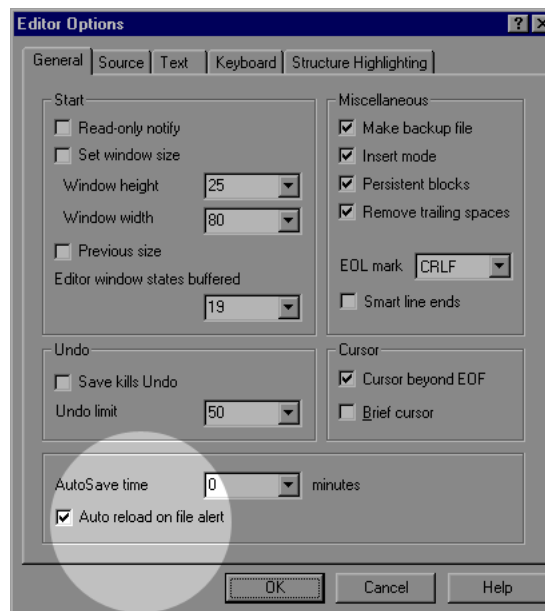 Editor Options
General Source Text Keyboard Structure Highlighting
Start
Read-only notify
Set window size
Window height 25
Window width 80
Previous size
Editor window states buffered
19
Miscellaneous
Make backup file
Insert mode
Persistent blocks
Remove trailing spaces
EOL mark CRLF
Smart line ends
Undo
Save kills Undo
Undo limit 50
Cursor
Cursor beyond EOF
Brief cursor
AutoSave time 0 minutes
Auto reload on file alert
OK Cancel Help